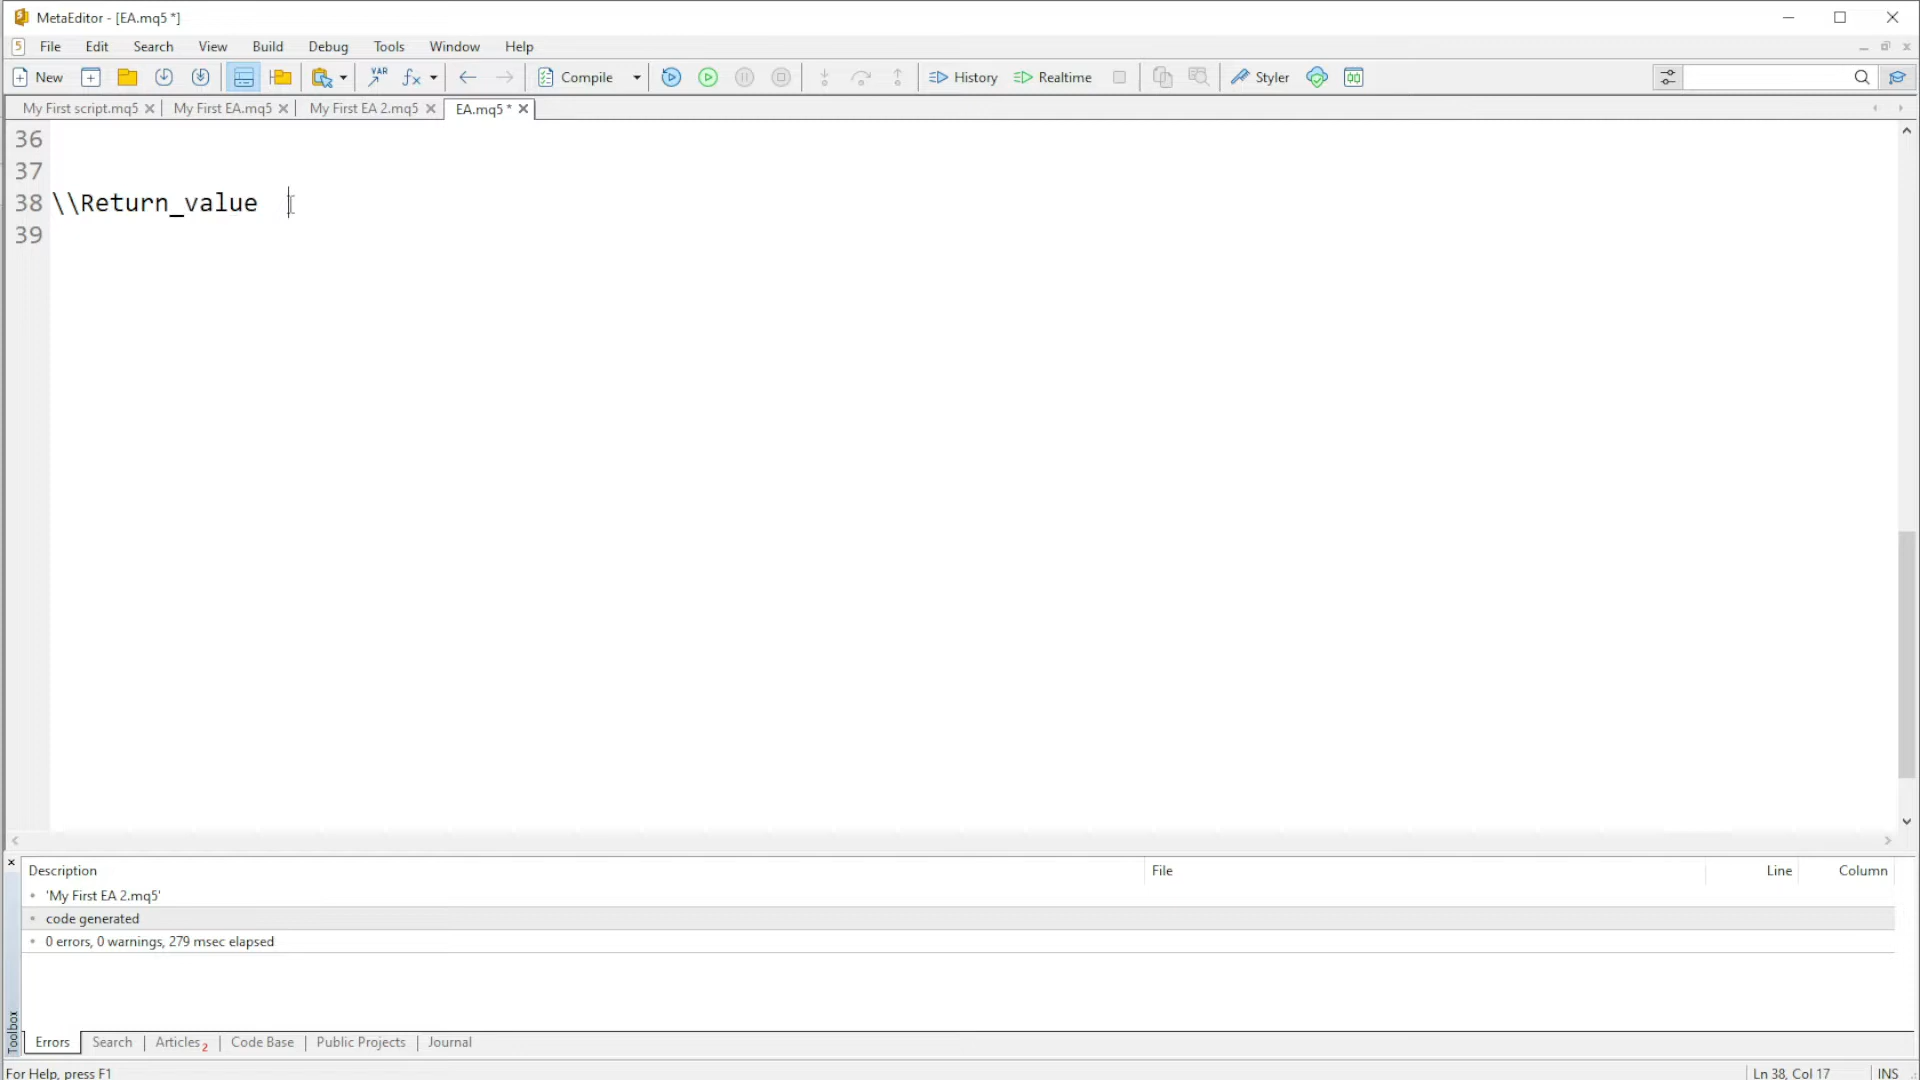 MetaEditor - [EA.mq5 *]
5 File Edit Search View Build Debug Tools Window Help
New VAR fx Compile History Realtime Styler
My First script.mq5 My First EA.mq5 My First EA 2.mq5 EA.mq5 *
36
37
38 \\Return_value
39
Description File Line Column
'My First EA 2.mq5'
code generated
0 errors, 0 warnings, 279 msec elapsed
Toolbox
Errors Search Articles 2 Code Base Public Projects Journal
For Help, press F1 Ln 38, Col 17 INS